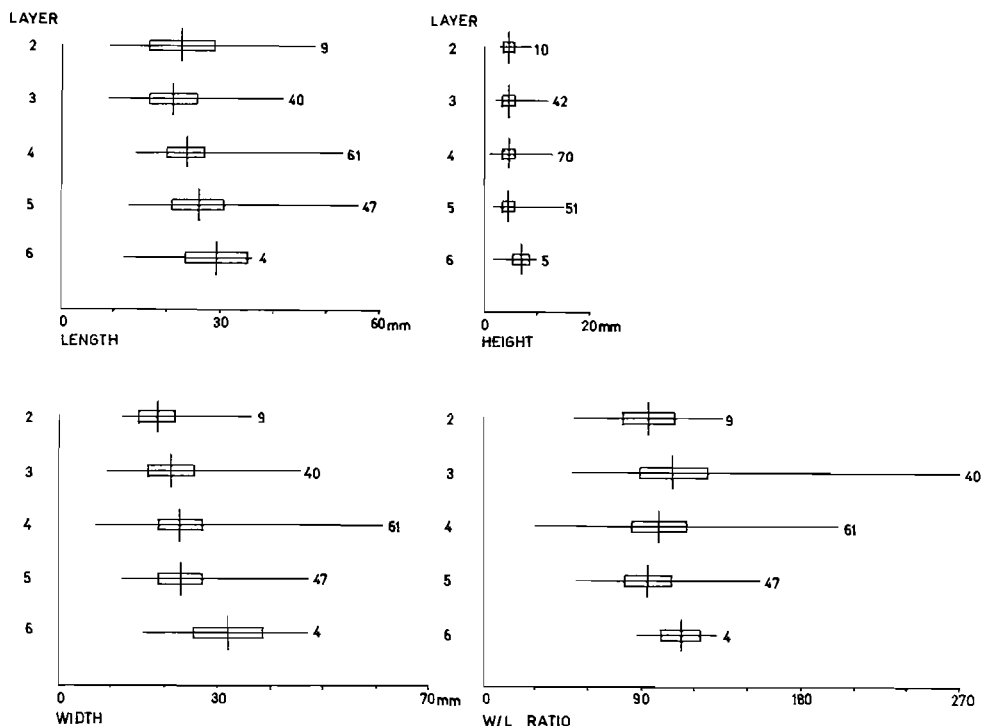 LAYER
2 9
3 40
4 61
5 47
6 4
0 30 60mm
LENGTH
LAYER
2 10
3 42
4 70
5 51
6 5
0 20mm
HEIGHT
2 9
3 40
4 61
5 47
6 4
0 30 70mm
WIDTH
2 9
3 40
4 61
5 47
6 4
0 90 180 270
W/L RATIO